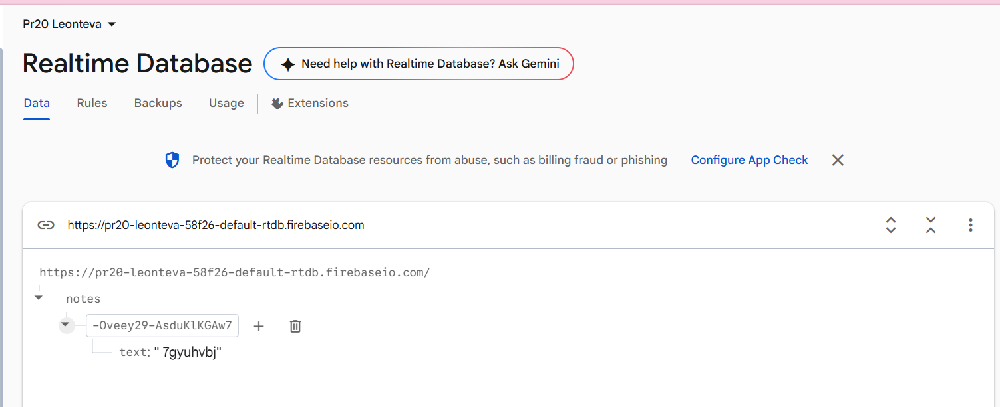 Pr20 Leonteva
Realtime Database
Need help with Realtime Database? Ask Gemini
Data Rules Backups Usage Extensions
Protect your Realtime Database resources from abuse, such as billing fraud or phishing Configure App Check
https://pr20-leonteva-58f26-default-rtdb.firebaseio.com
https://pr20-leonteva-58f26-default-rtdb.firebaseio.com/
notes
-Oveey29-AsduKlKGAw7
text: " 7gyuhvbj"